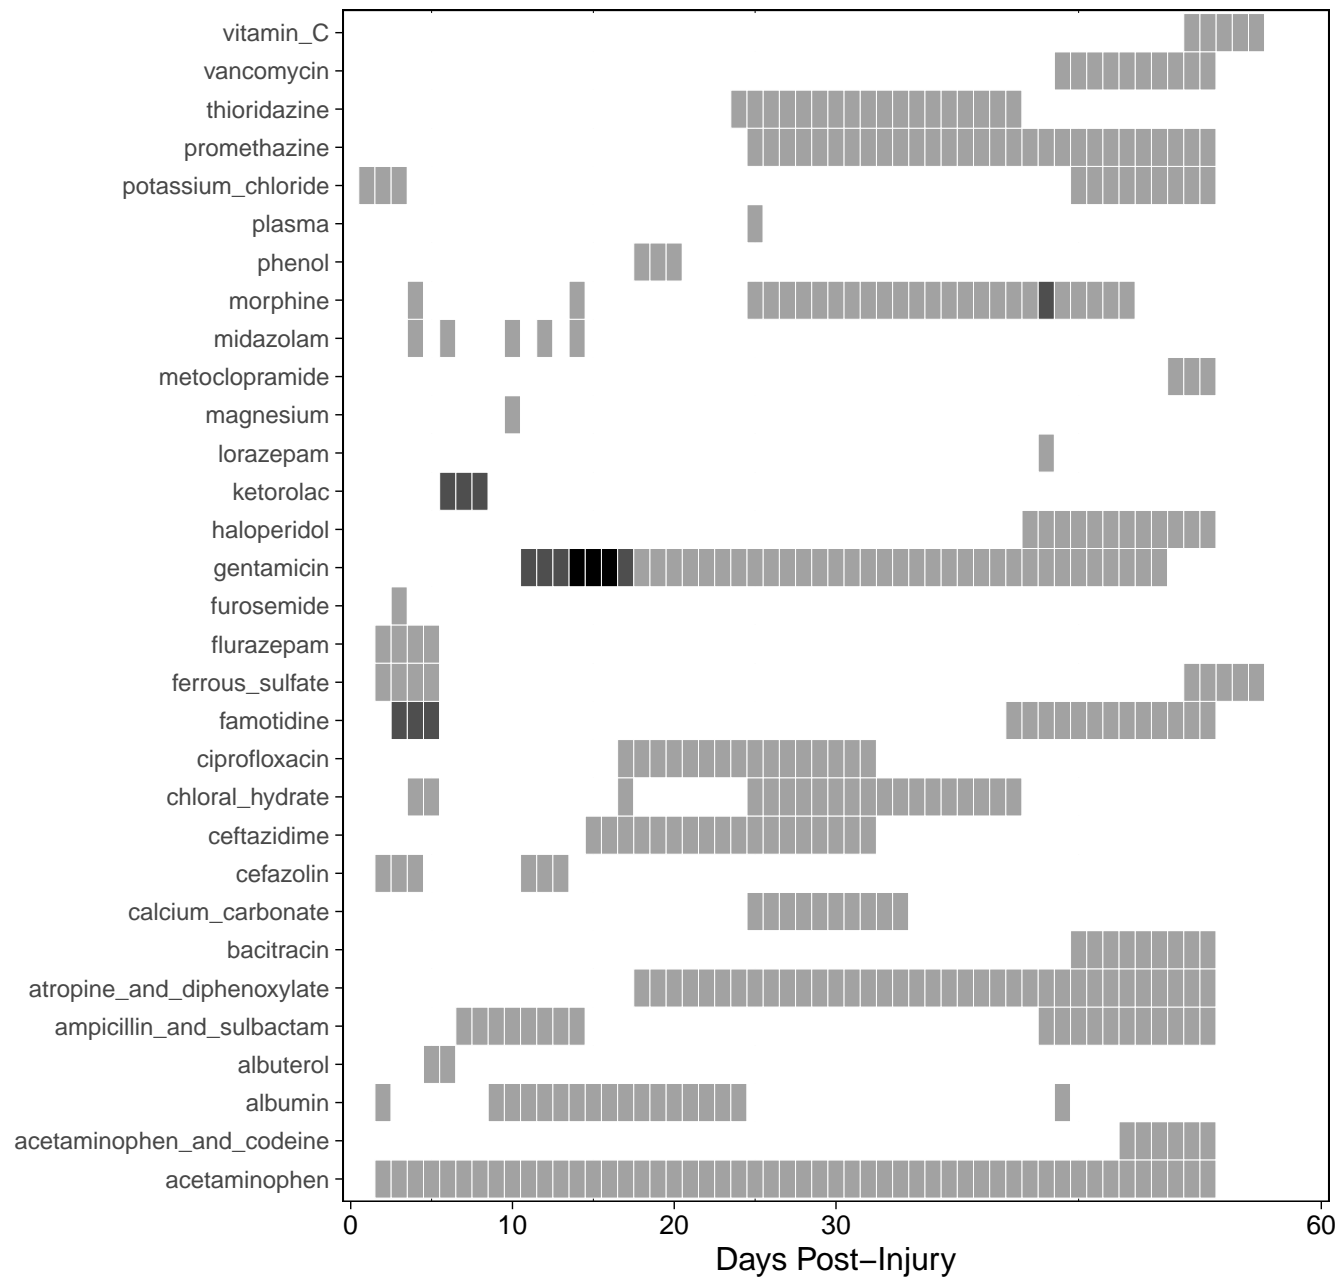 vitamin_C
vancomycin
thioridazine
promethazine
potassium_chloride
plasma
phenol
morphine
midazolam
metoclopramide
magnesium
lorazepam
ketorolac
haloperidol
gentamicin
furosemide
flurazepam
ferrous_sulfate
famotidine
ciprofloxacin
chloral_hydrate
ceftazidime
cefazolin
calcium_carbonate
bacitracin
atropine_and_diphenoxylate
ampicillin_and_sulbactam
albuterol
albumin
acetaminophen_and_codeine
acetaminophen
0 10 20 30 60
Days Post−Injury